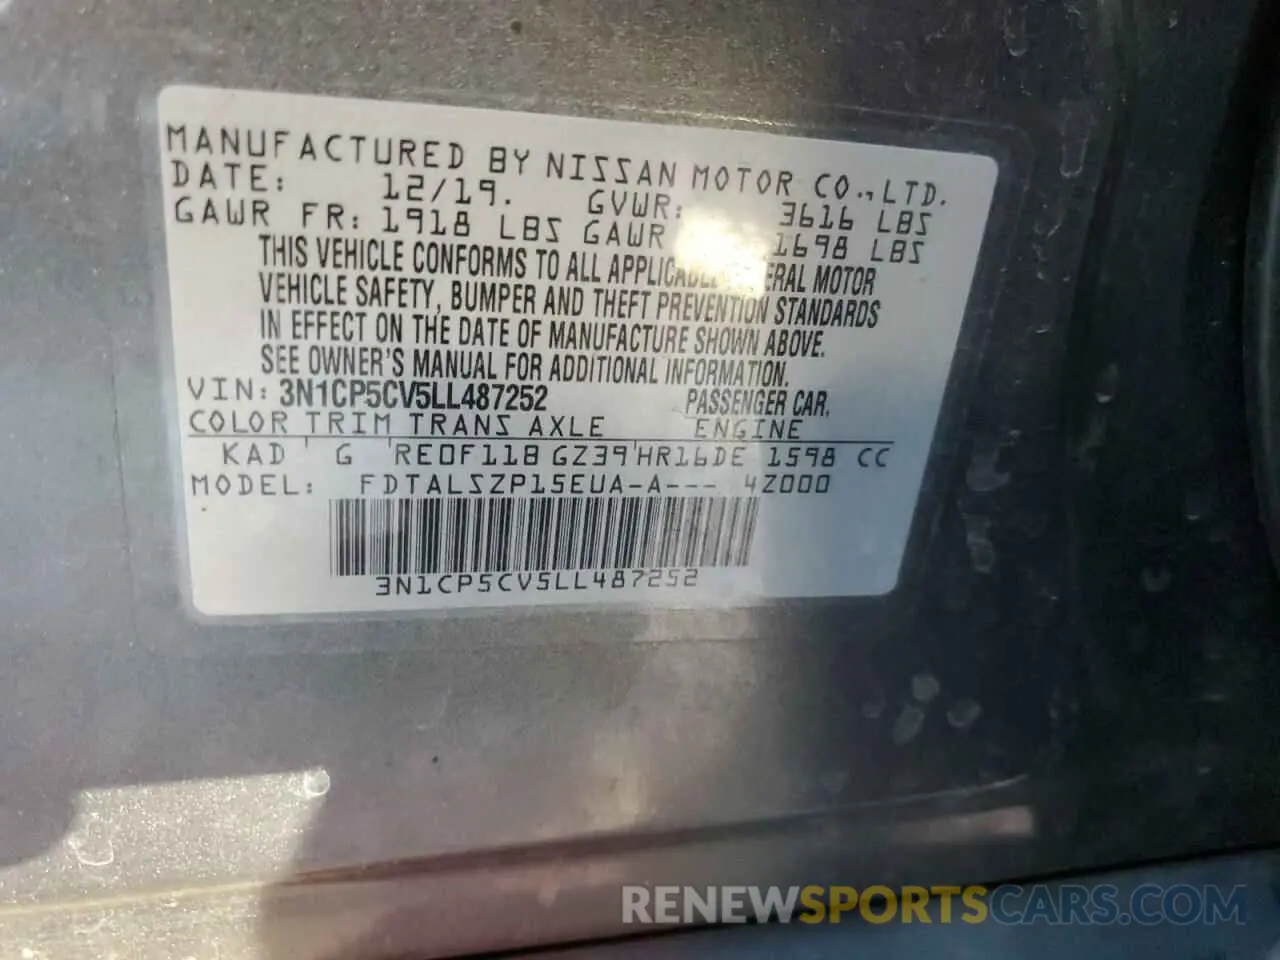 MANUFACTURED BY NISSAN MOTOR CO.,LTD.
DATE: 12/19. GVWR: 3616 LBS
GAWR FR: 1918 LBS GAWR 1698 LBS
THIS VEHICLE CONFORMS TO ALL MOTOR
VEHICLE SAFETY, BUMPER AND THEFT PREVENTION STANDARDS
IN EFFECT ON THE DATE OF MANUFACTURE SHOWN ABOVE.
SEE OWNER'S MANUAL FOR ADDITIONAL INFORMATION.
VIN: 3N1CP5CV5LL487252 PASSENGER CAR.
COLOR TRIM TRANS AXLE ENGINE
KAD G RE0F11B GZ39 HR16DE 1598 CC
MODEL: FDTALSZP15EUA-A--- 4Z000
3N1CP5CV5LL487252
RENEWSPORTSCARS.COM